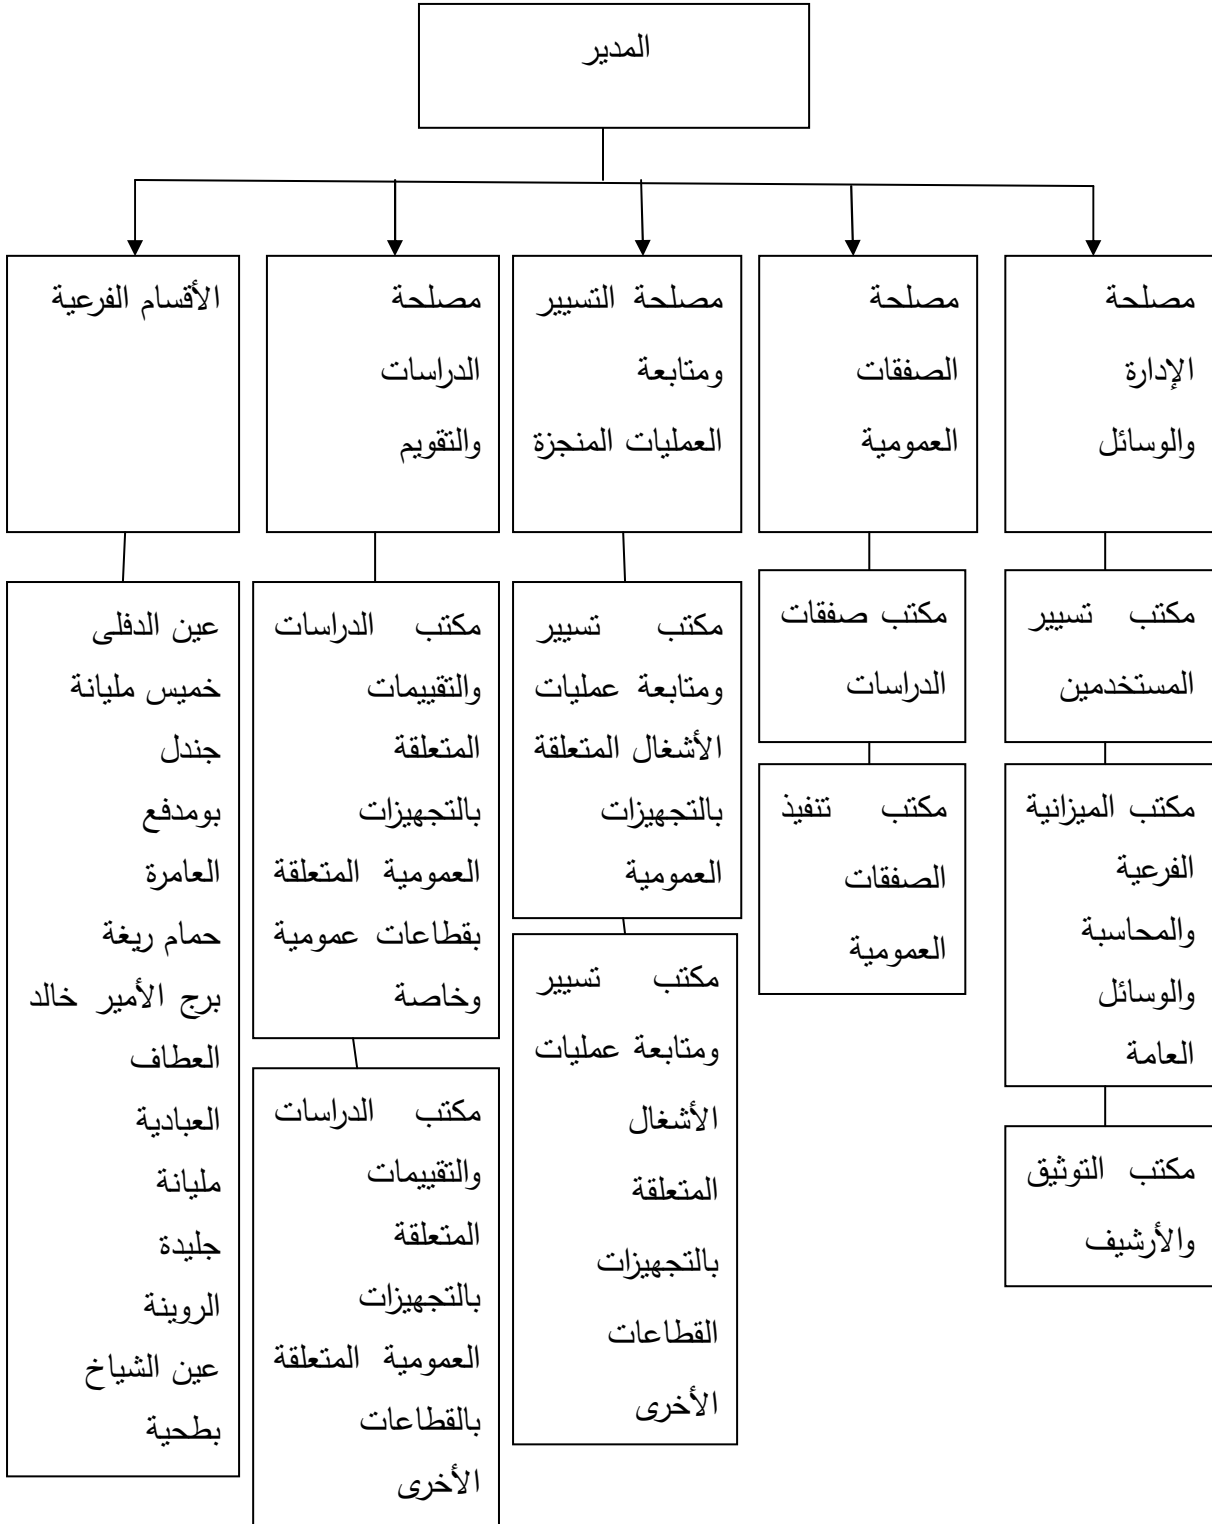 المدير
مصلحة
الإدارة
والوسائل
مصلحة
الصفقات
العمومية
مصلحة التسيير
ومتابعة
العمليات المنجزة
مصلحة
الدراسات
والتقويم
الأقسام الفرعية
مكتب تسيير
المستخدمين
مكتب الميزانية
الفرعية
والمحاسبة
والوسائل
العامة
مكتب التوثيق
والأرشيف
مكتب صفقات
الدراسات
مكتب تنفيذ
الصفقات
العمومية
مكتب تسيير
ومتابعة عمليات
الأشغال المتعلقة
بالتجهيزات
العمومية
مكتب تسيير
ومتابعة عمليات
الأشغال
المتعلقة
بالتجهيزات
القطاعات
الأخرى
مكتب الدراسات
والتقييمات
المتعلقة
بالتجهيزات
العمومية المتعلقة
بقطاعات عمومية
وخاصة
مكتب الدراسات
والتقييمات
المتعلقة
بالتجهيزات
العمومية المتعلقة
بالقطاعات
الأخرى
عين الدفلى
خميس مليانة
جندل
بومدفع
العامرة
حمام ريغة
برج الأمير خالد
العطاف
العبادية
مليانة
جليدة
الروينة
عين الشياخ
بطحية